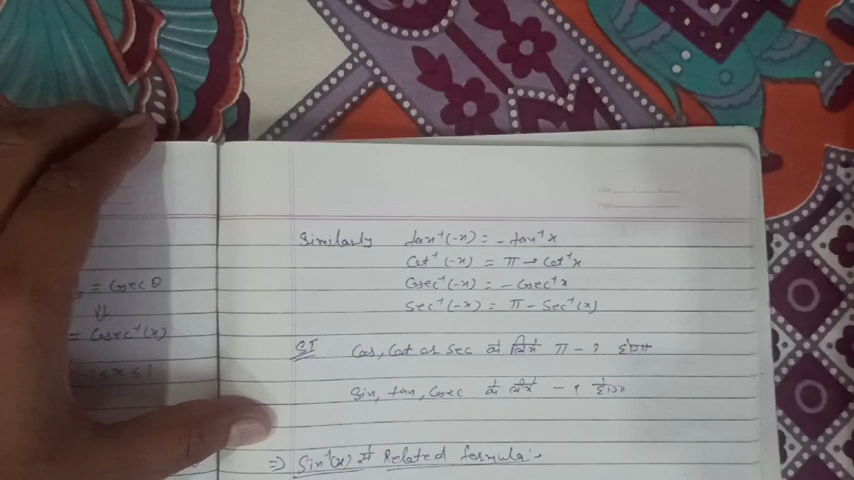 = Cosec θ
= Cosec⁻¹(x)
≤ x ≤ 1
Similarly tan⁻¹(-x) = - tan⁻¹x
Cot⁻¹(-x) = π - Cot⁻¹x
Cosec⁻¹(-x) = - Cosec⁻¹x
Sec⁻¹(-x) = π - Sec⁻¹(x)
Cos, Cot or Sec π -
Sin, tan, Cosec -
⇒ Sin⁻¹(x) से Related formula :-